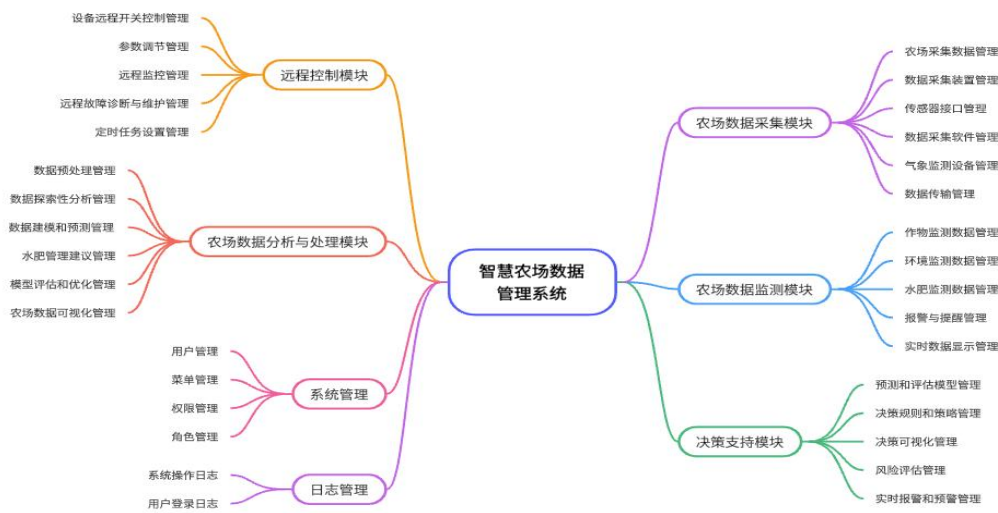 设备远程开关控制管理
参数调节管理
远程监控管理
远程故障诊断与维护管理
定时任务设置管理
远程控制模块
数据预处理管理
数据探索性分析管理
数据建模和预测管理
水肥管理建议管理
模型评估和优化管理
农场数据可视化管理
农场数据分析与处理模块
用户管理
菜单管理
权限管理
角色管理
系统管理
系统操作日志
用户登录日志
日志管理
智慧农场数据
管理系统
农场数据采集模块
农场采集数据管理
数据采集装置管理
传感器接口管理
数据采集软件管理
气象监测设备管理
数据传输管理
农场数据监测模块
作物监测数据管理
环境监测数据管理
水肥监测数据管理
报警与提醒管理
实时数据显示管理
决策支持模块
预测和评估模型管理
决策规则和策略管理
决策可视化管理
风险评估管理
实时报警和预警管理